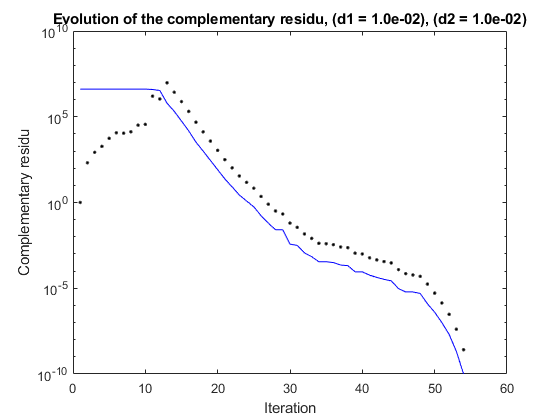 Evolution of the complementary residu, (d1 = 1.0e-02), (d2 = 1.0e-02)
10^10
10^5
10^0
10^-5
10^-10
Complementary residu
0 10 20 30 40 50 60
Iteration